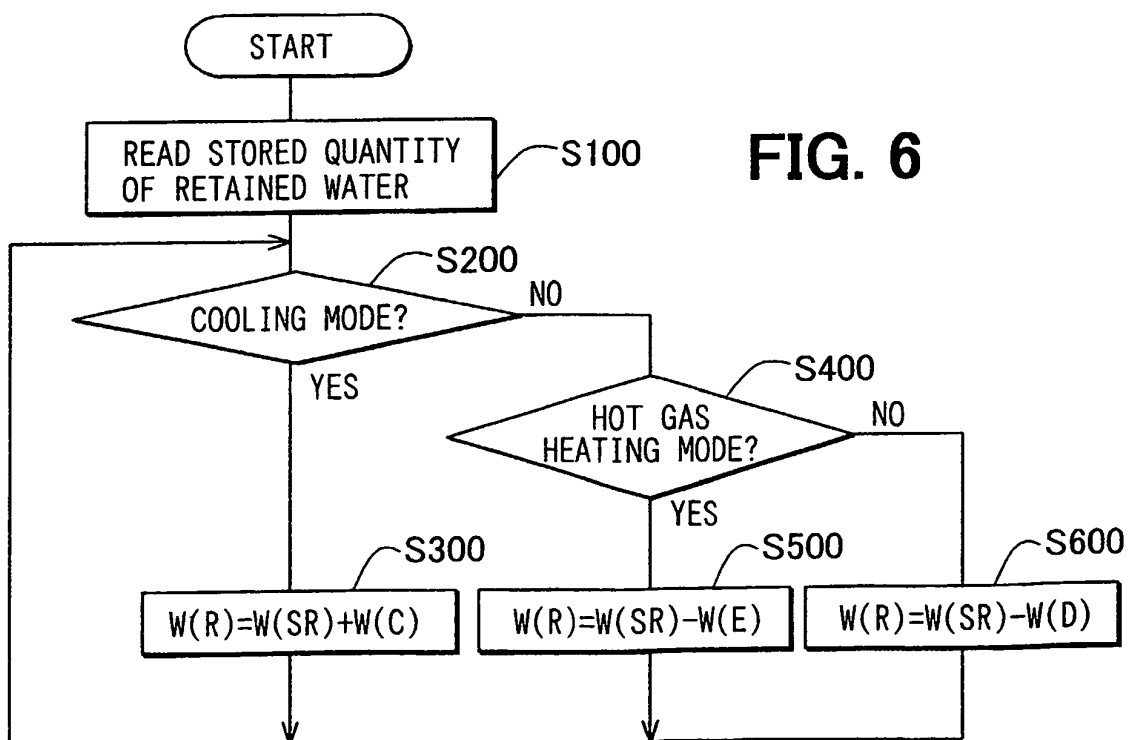 START
READ STORED QUANTITY
OF RETAINED WATER
S100
FIG. 6
S200
COOLING MODE?
NO
YES
S400
HOT GAS
HEATING MODE?
NO
YES
S300
W(R)=W(SR)+W(C)
S500
W(R)=W(SR)-W(E)
S600
W(R)=W(SR)-W(D)